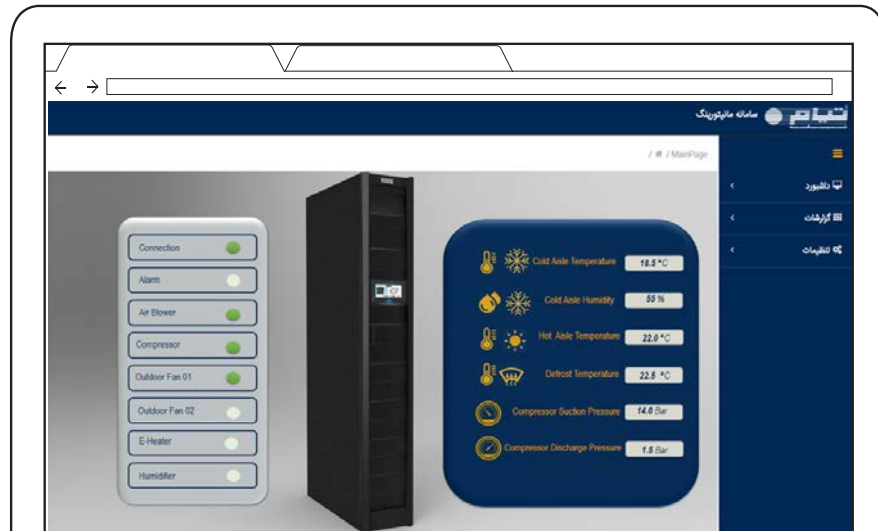 تیام سامانه مانیتورینگ
/ MainPage /
داشبورد
گزارشات
تنظیمات
Connection
Alarm
Air Blower
Compressor
Outdoor Fan 01
Outdoor Fan 02
E-Heater
Humidifier
Cold Aisle Temperature 18.5 °C
Cold Aisle Humidity 55 %
Hot Aisle Temperature 22.0 °C
Defrost Temperature 22.5 °C
Compressor Suction Pressure 14.0 Bar
Compressor Discharge Pressure 1.5 Bar